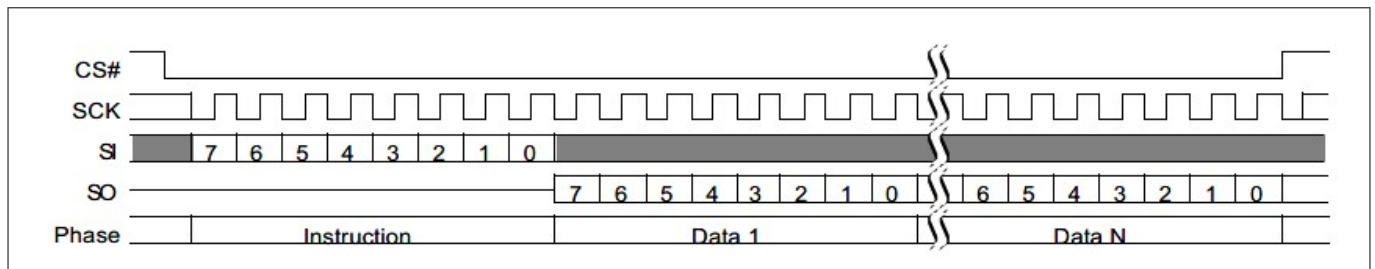 CS#
SCK
SI 7 6 5 4 3 2 1 0
SO 7 6 5 4 3 2 1 0 6 5 4 3 2 1 0
Phase Instruction Data 1 Data N